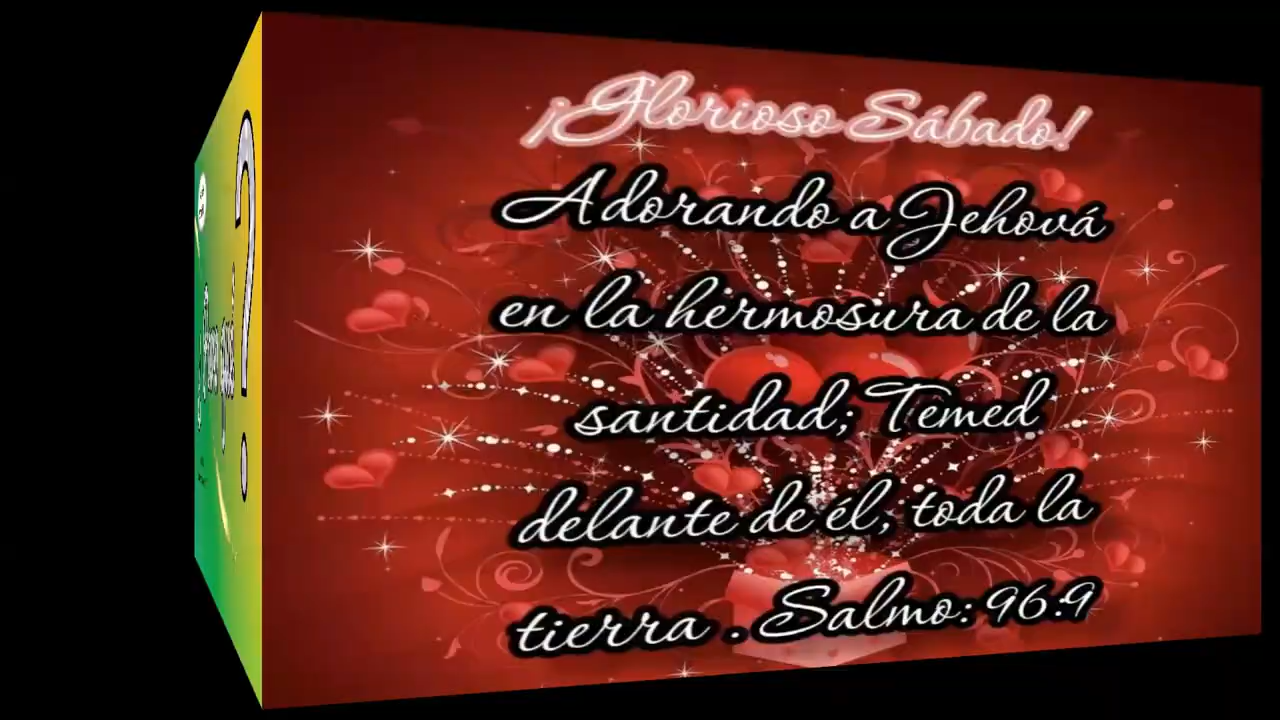 ¡Glorioso Sábado!
Adorando a Jehová
en la hermosura de la
santidad; Temed
delante de él, toda la
tierra . Salmo: 96:9
?